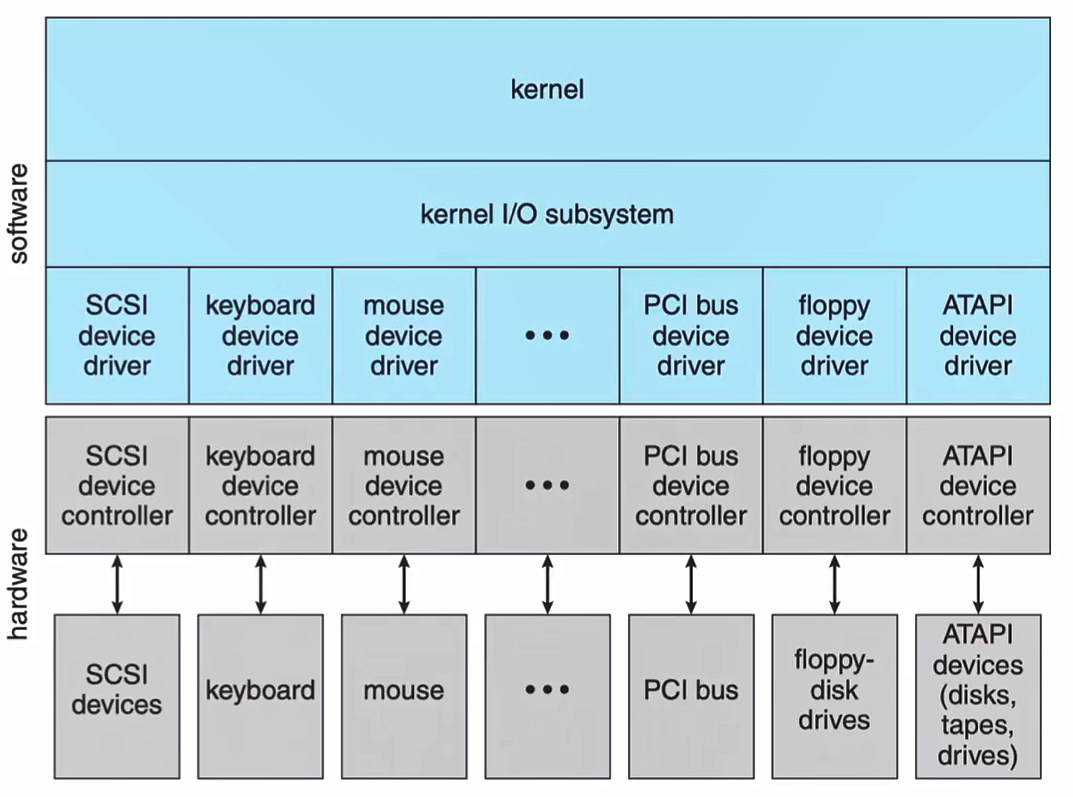 kernel
software
kernel I/O subsystem
SCSI
device
driver
keyboard
device
driver
mouse
device
driver
•••
PCI bus
device
driver
floppy
device
driver
ATAPI
device
driver
hardware
SCSI
device
controller
keyboard
device
controller
mouse
device
controller
•••
PCI bus
device
controller
floppy
device
controller
ATAPI
device
controller
SCSI
devices
keyboard
mouse
•••
PCI bus
floppy-
disk
drives
ATAPI
devices
(disks,
tapes,
drives)